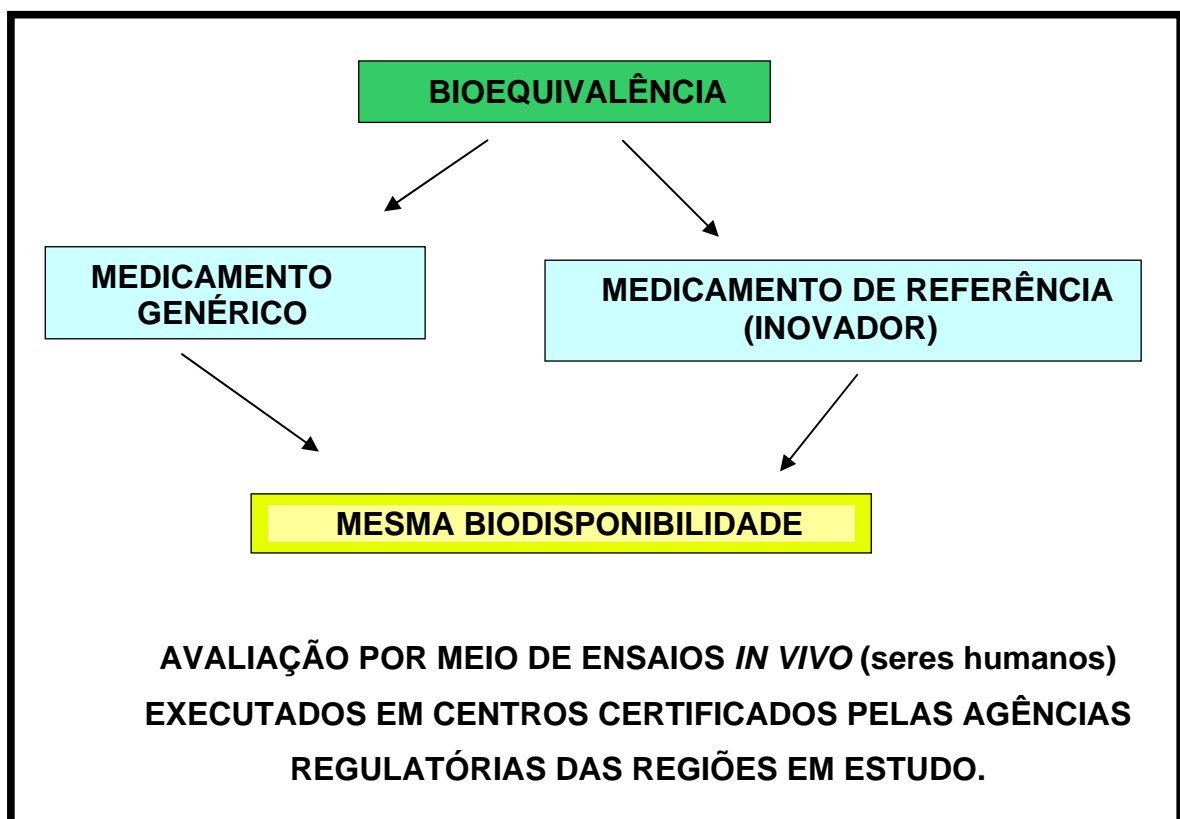 BIOEQUIVALÊNCIA
MEDICAMENTO
GENÉRICO
MEDICAMENTO DE REFERÊNCIA
(INOVADOR)
MESMA BIODISPONIBILIDADE
AVALIAÇÃO POR MEIO DE ENSAIOS IN VIVO (seres humanos)
EXECUTADOS EM CENTROS CERTIFICADOS PELAS AGÊNCIAS
REGULATÓRIAS DAS REGIÕES EM ESTUDO.